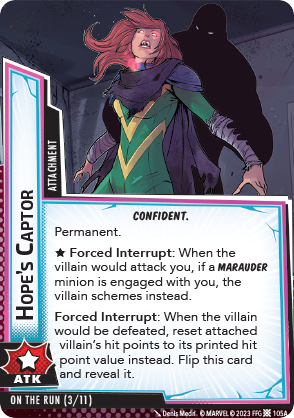 HOPE'S CAPTOR
ATTACHMENT
CONFIDENT.
Permanent.
★ Forced Interrupt: When the
villain would attack you, if a MARAUDER
minion is engaged with you, the
villain schemes instead.
Forced Interrupt: When the villain
would be defeated, reset attached
villain's hit points to its printed hit
point value instead. Flip this card
and reveal it.
ATK
ON THE RUN (3/11)
Denis Medri. © MARVEL © 2023 FFG 105A